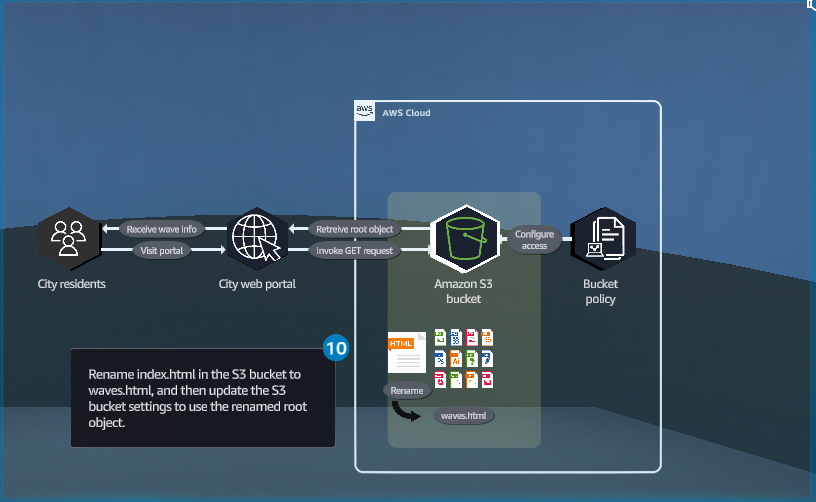 aws
AWS Cloud
Receive wave info
Retreive root object
Configure
access
Visit portal
Invoke GET request
City residents
City web portal
Amazon S3
bucket
Bucket
policy
HTML
Ai
10
Rename index.html in the S3 bucket to
waves.html, and then update the S3
bucket settings to use the renamed root
object.
Rename
waves.html